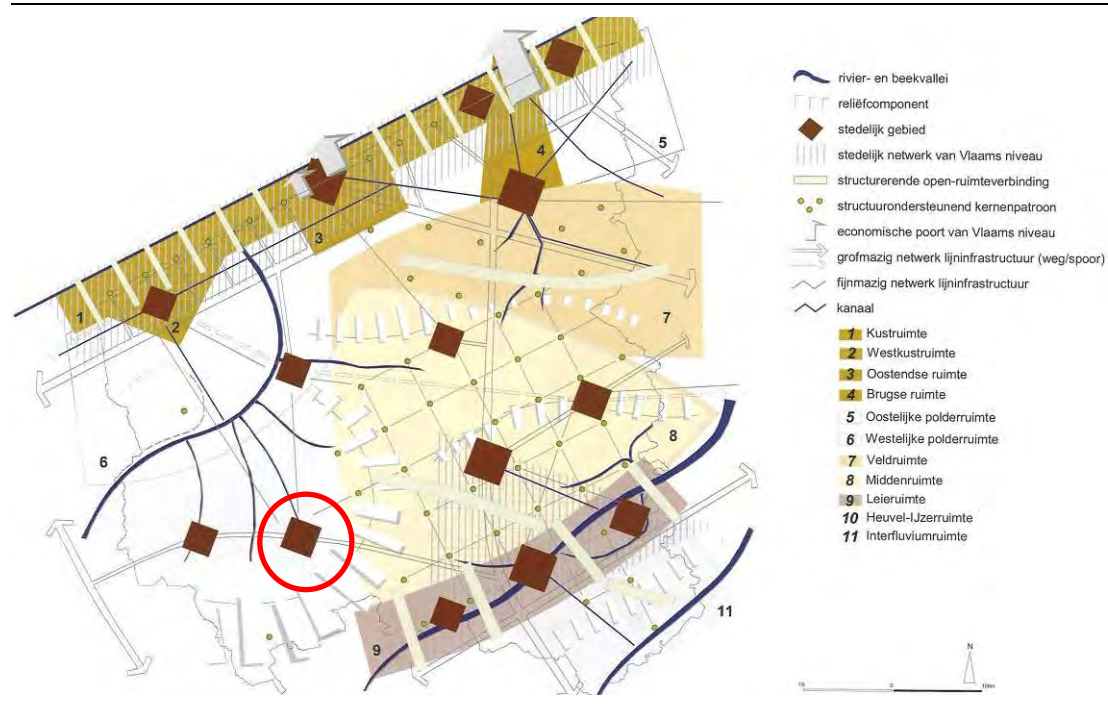 5
4
3
1
2
7
6
8
9
11
rivier- en beekvallei
reliëfcomponent
stedelijk gebied
stedelijk netwerk van Vlaams niveau
structurerende open-ruimteverbinding
structuurondersteunend kernenpatroon
economische poort van Vlaams niveau
grofmazig netwerk lijninfrastructuur (weg/spoor)
fijnmazig netwerk lijninfrastructuur
kanaal
1 Kustruimte
2 Westkustruimte
3 Oostendse ruimte
4 Brugse ruimte
5 Oostelijke polderruimte
6 Westelijke polderruimte
7 Veldruimte
8 Middenruimte
9 Leieruimte
10 Heuvel-IJzerruimte
11 Interfluviumruimte
N
10 0 10km